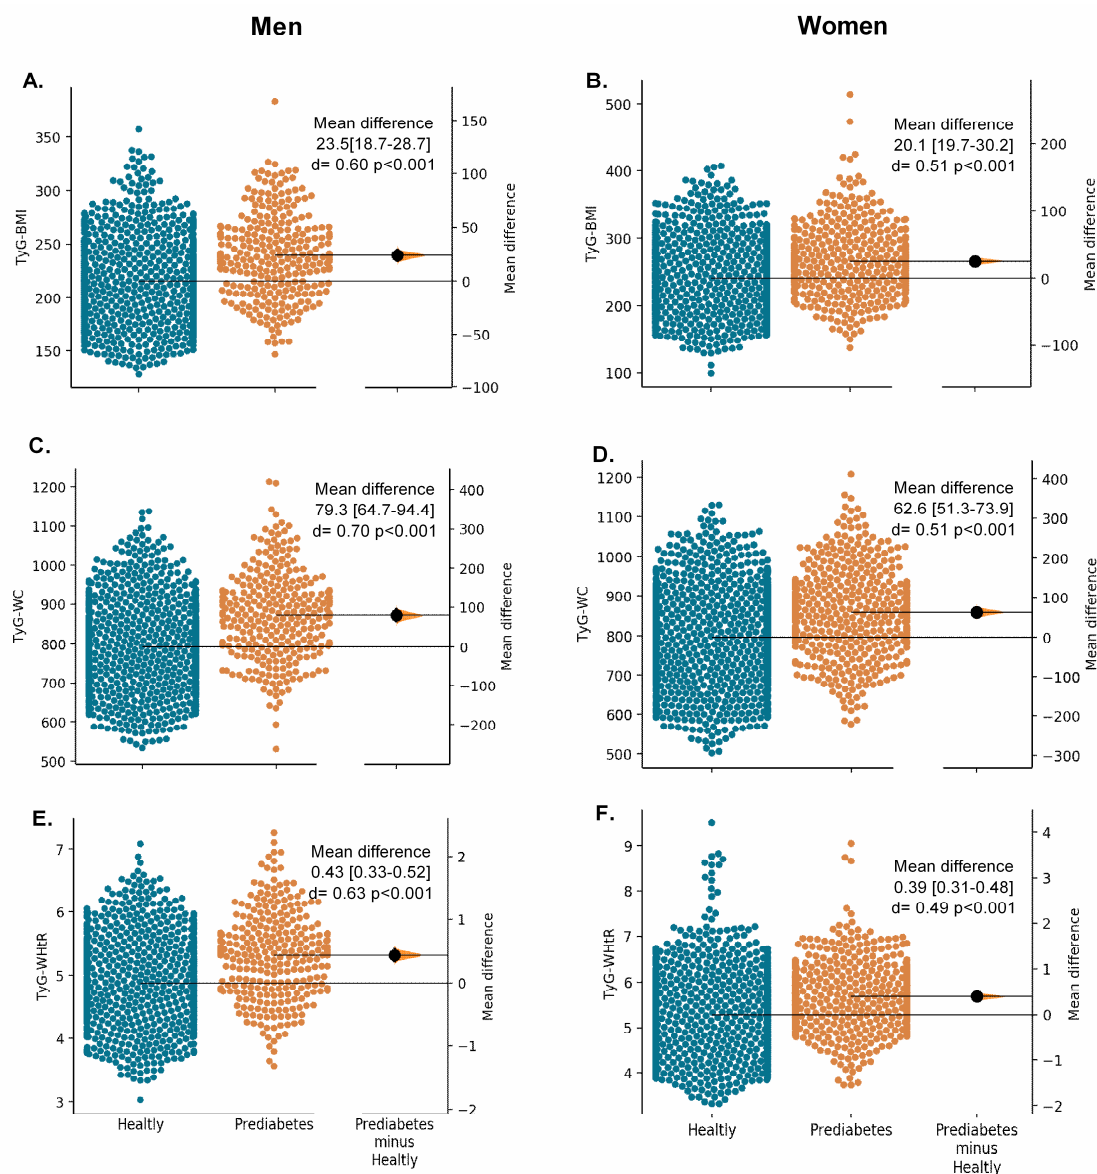 Men
Women
A.
350
300
250
200
150
TyG-BMI
Mean difference
23.5[18.7-28.7]
d= 0.60 p<0.001
150
100
50
0
−50
−100
Mean difference
B.
500
400
300
200
100
TyG-BMI
Mean difference
20.1 [19.7-30.2]
d= 0.51 p<0.001
200
100
0
−100
Mean difference
C.
1200
1100
1000
900
800
700
600
500
TyG-WC
Mean difference
79.3 [64.7-94.4]
d= 0.70 p<0.001
400
300
200
100
0
−100
−200
Mean difference
D.
1200
1100
1000
900
800
700
600
500
TyG-WC
Mean difference
62.6 [51.3-73.9]
d= 0.51 p<0.001
400
300
200
100
0
−100
−200
−300
Mean difference
E.
7
6
5
4
3
TyG-WHtR
Mean difference
0.43 [0.33-0.52]
d= 0.63 p<0.001
2
1
0
−1
−2
Mean difference
Healtly
Prediabetes
Prediabetes
minus
Healtly
F.
9
8
7
6
5
4
TyG-WHtR
Mean difference
0.39 [0.31-0.48]
d= 0.49 p<0.001
4
3
2
1
0
−1
−2
Mean difference
Healtly
Prediabetes
Prediabetes
minus
Healtly